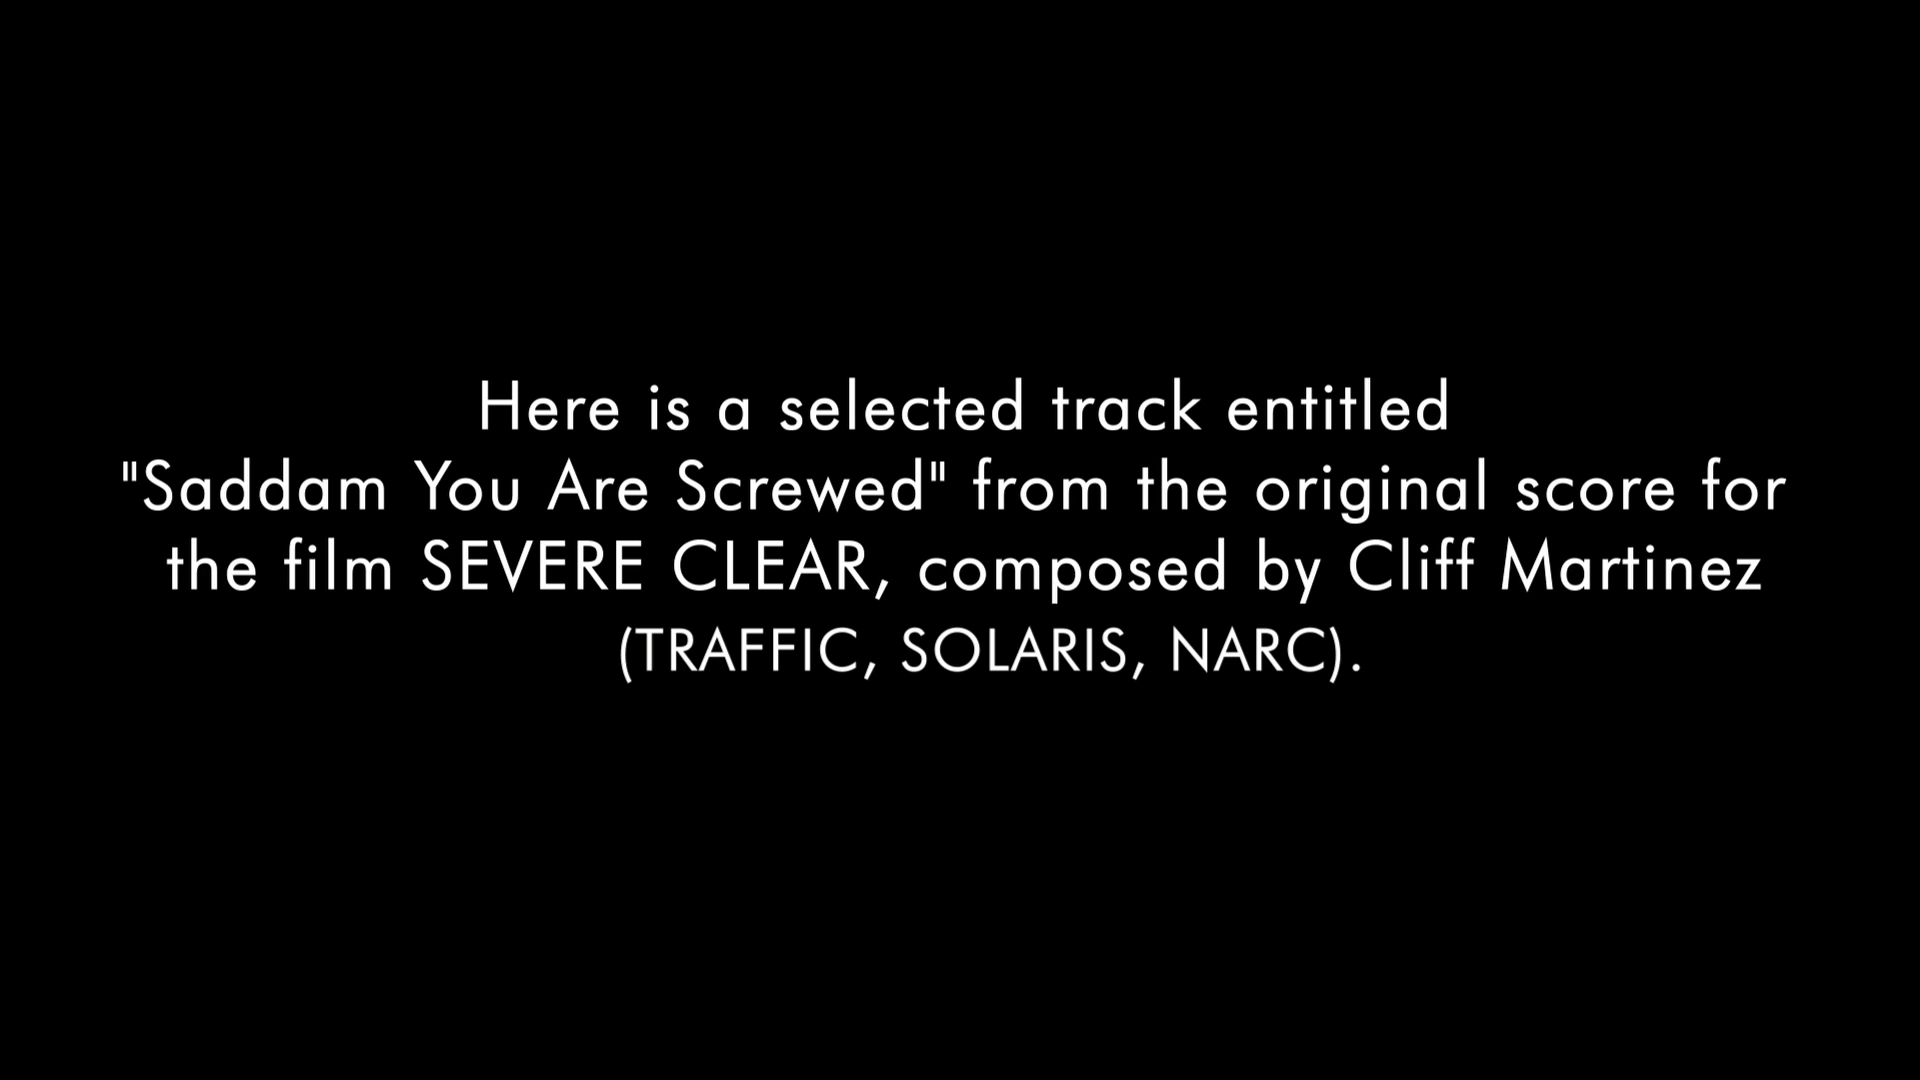 Here is a selected track entitled
"Saddam You Are Screwed" from the original score for
the film SEVERE CLEAR, composed by Cliff Martinez
(TRAFFIC, SOLARIS, NARC).